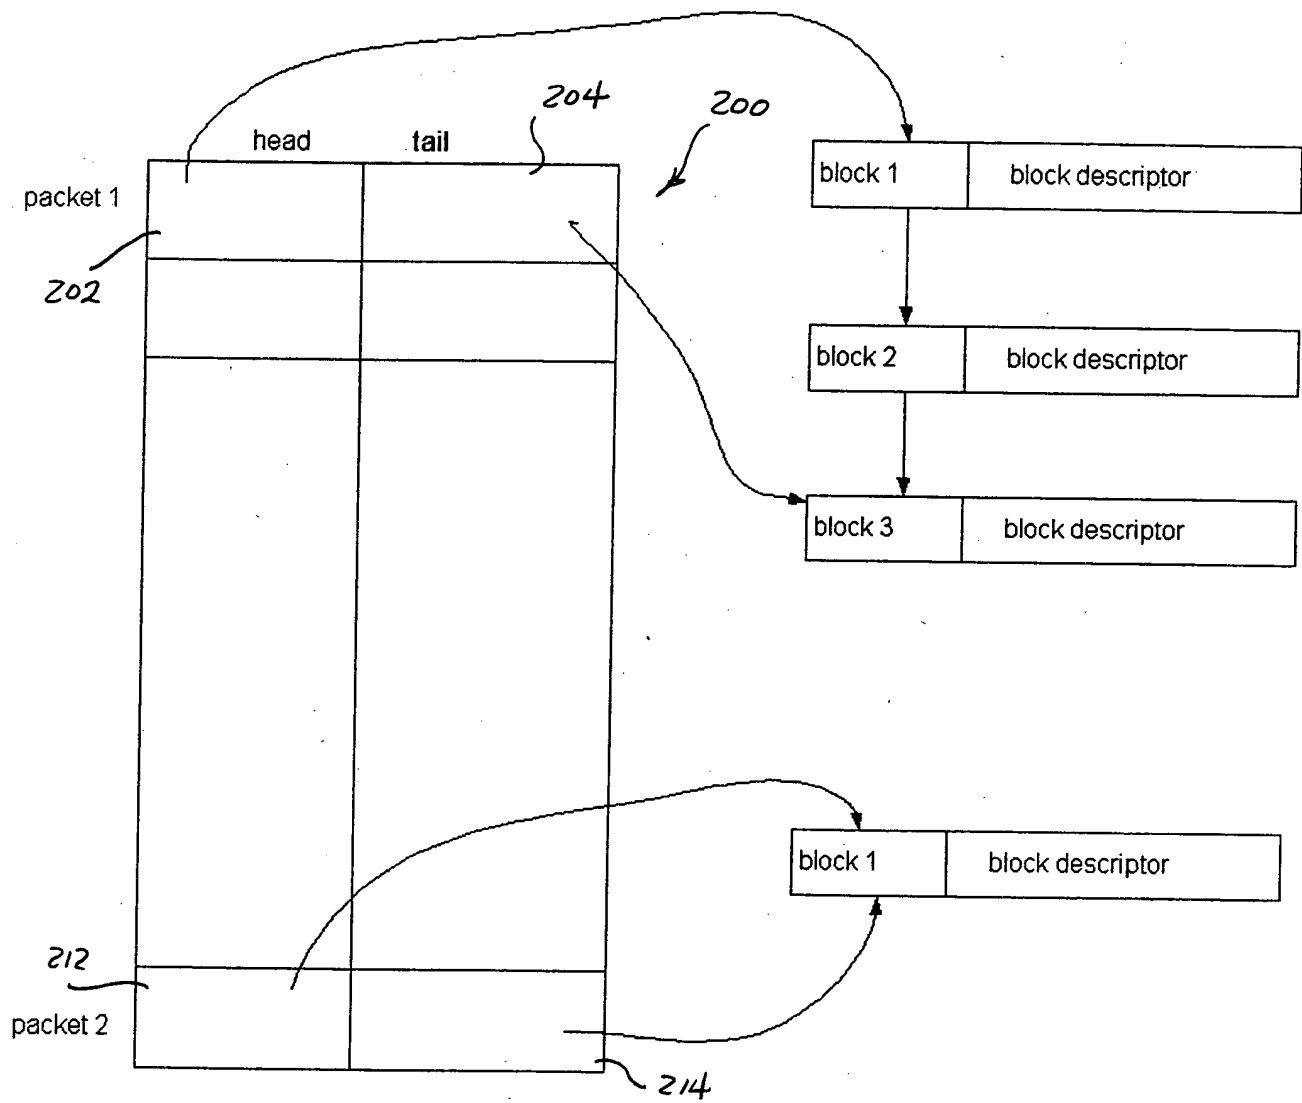 204
200
head
tail
packet 1
202
block 1
block descriptor
block 2
block descriptor
block 3
block descriptor
block 1
block descriptor
212
packet 2
214